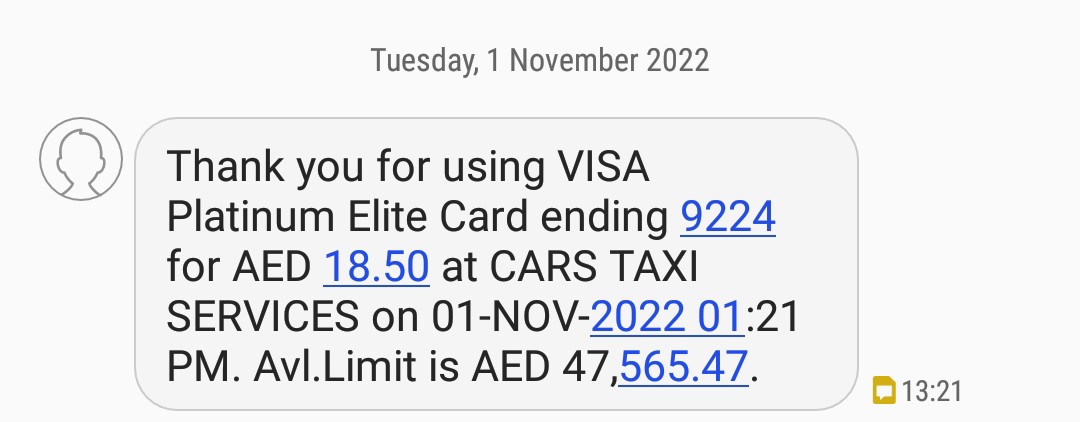 Tuesday, 1 November 2022
Thank you for using VISA
Platinum Elite Card ending 9224
for AED 18.50 at CARS TAXI
SERVICES on 01-NOV-2022 01:21
PM. Avl.Limit is AED 47,565.47.
13:21